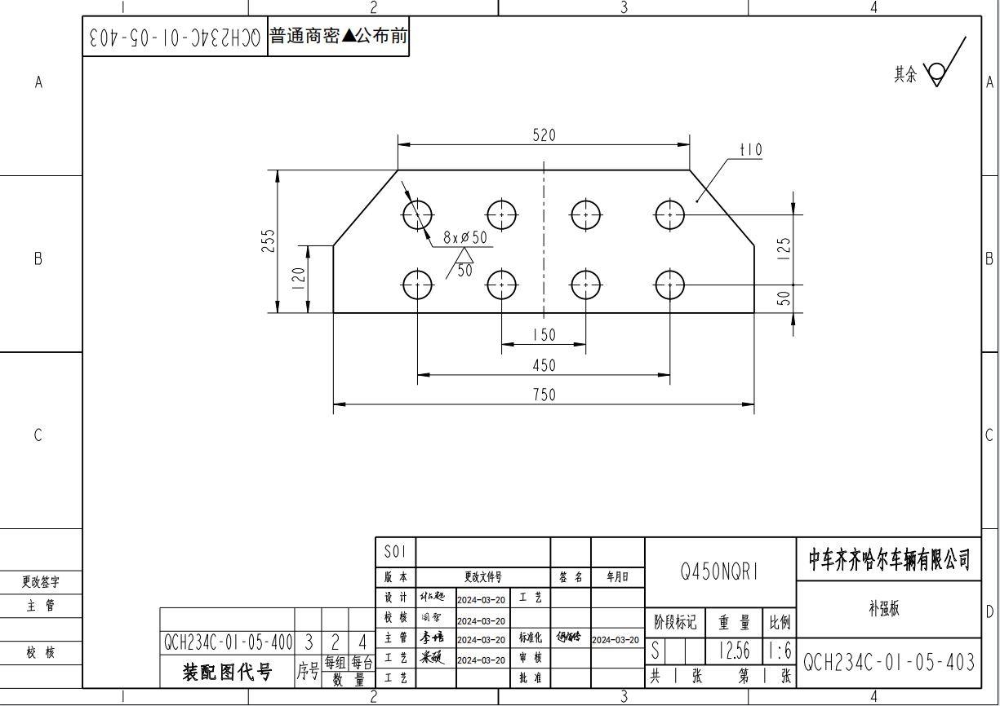 1 2 3 4
QCH234C-01-05-403
普通商密▲公布前
A
A
其余
520
t10
255
120
8xø50
50
125
50
B
B
150
450
750
C
C
S01
版 本 更改文件号 签 名 年月日
设 计 2024-03-20 工 艺
校 核 2024-03-20
主 管 李培 2024-03-20 标准化 2024-03-20
工 艺 2024-03-20 审 核
工 艺 批 准
Q450NQR1
中车齐齐哈尔车辆有限公司
补强板
阶段标记 重 量 比例
S 12.56 1:6
共 1 张 第 1 张
QCH234C-01-05-403
D
更改签字
主 管
校 核
QCH234C-01-05-400 3 2 4
装配图代号 序号 每组 每台
数 量
1 2 3 4